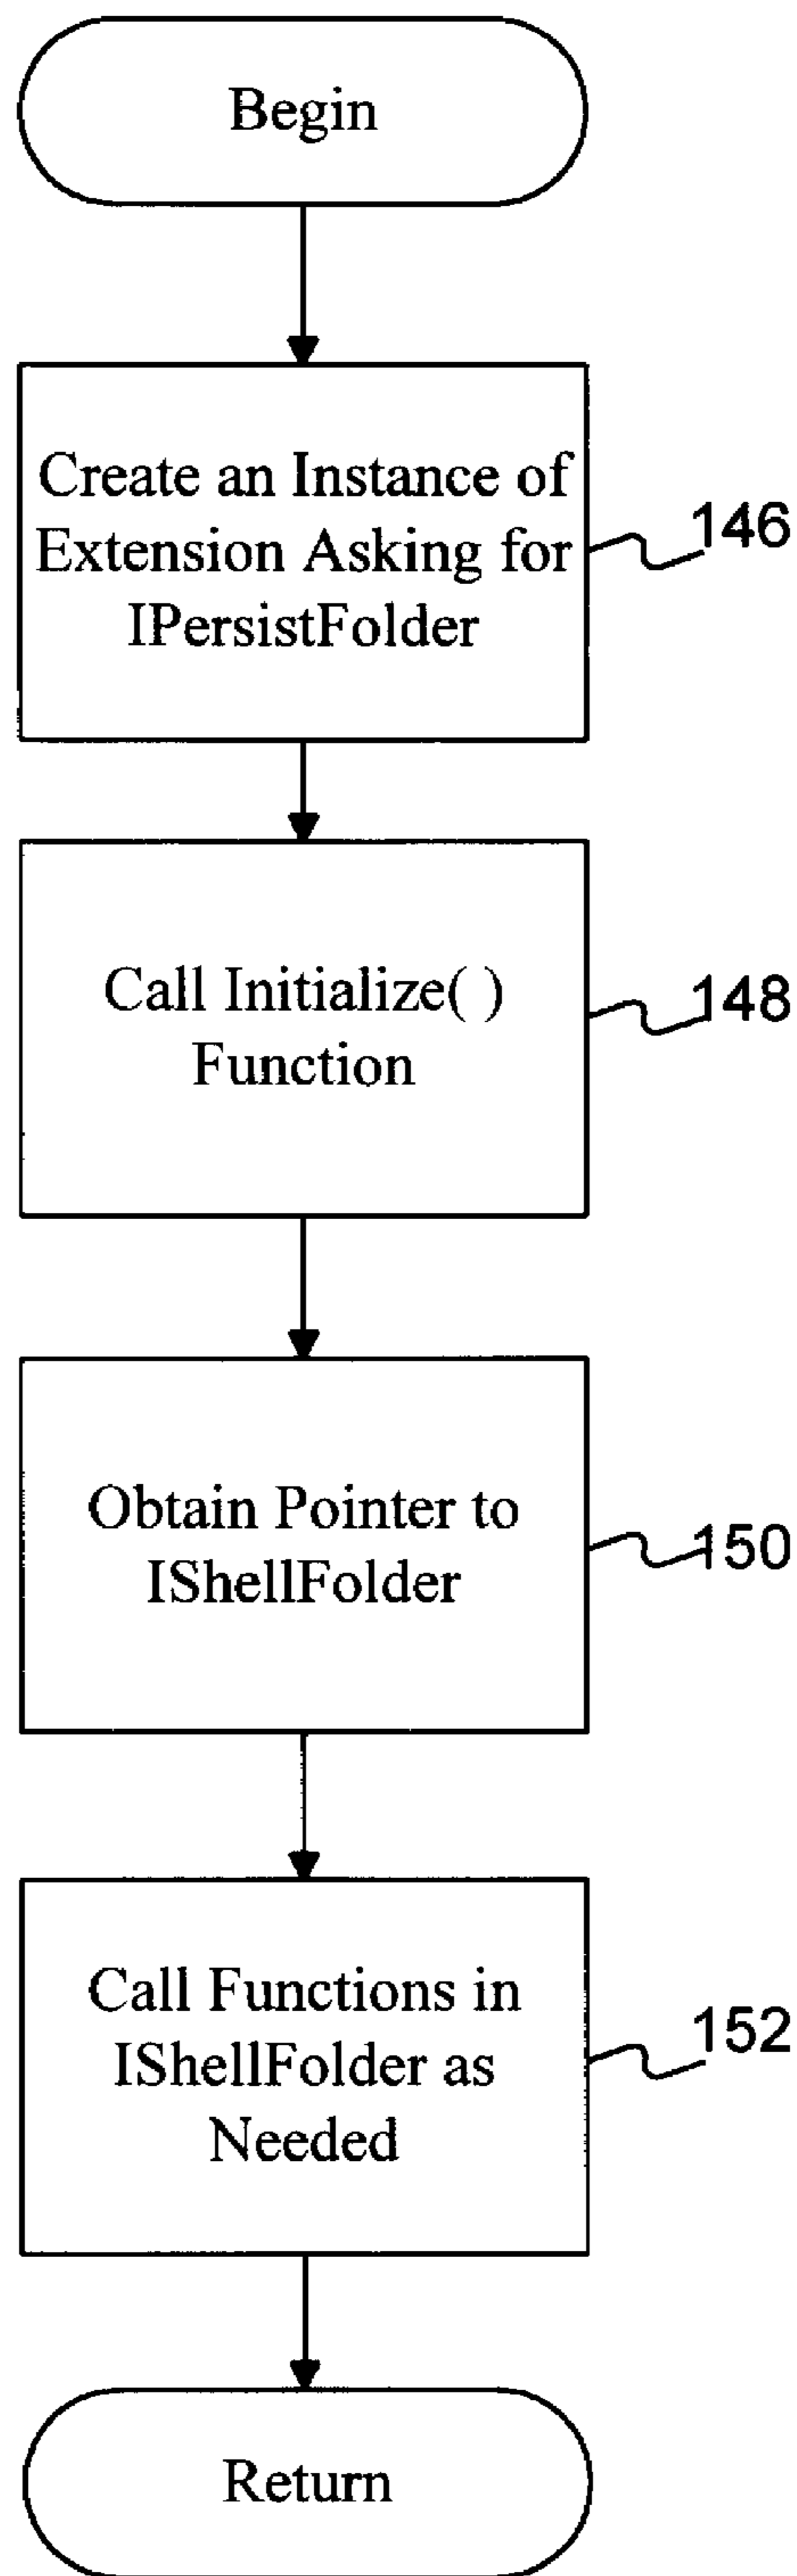 Begin
Create an Instance of
Extension Asking for
IPersistFolder
146
Call Initialize( )
Function
148
Obtain Pointer to
IShellFolder
150
Call Functions in
IShellFolder as
Needed
152
Return